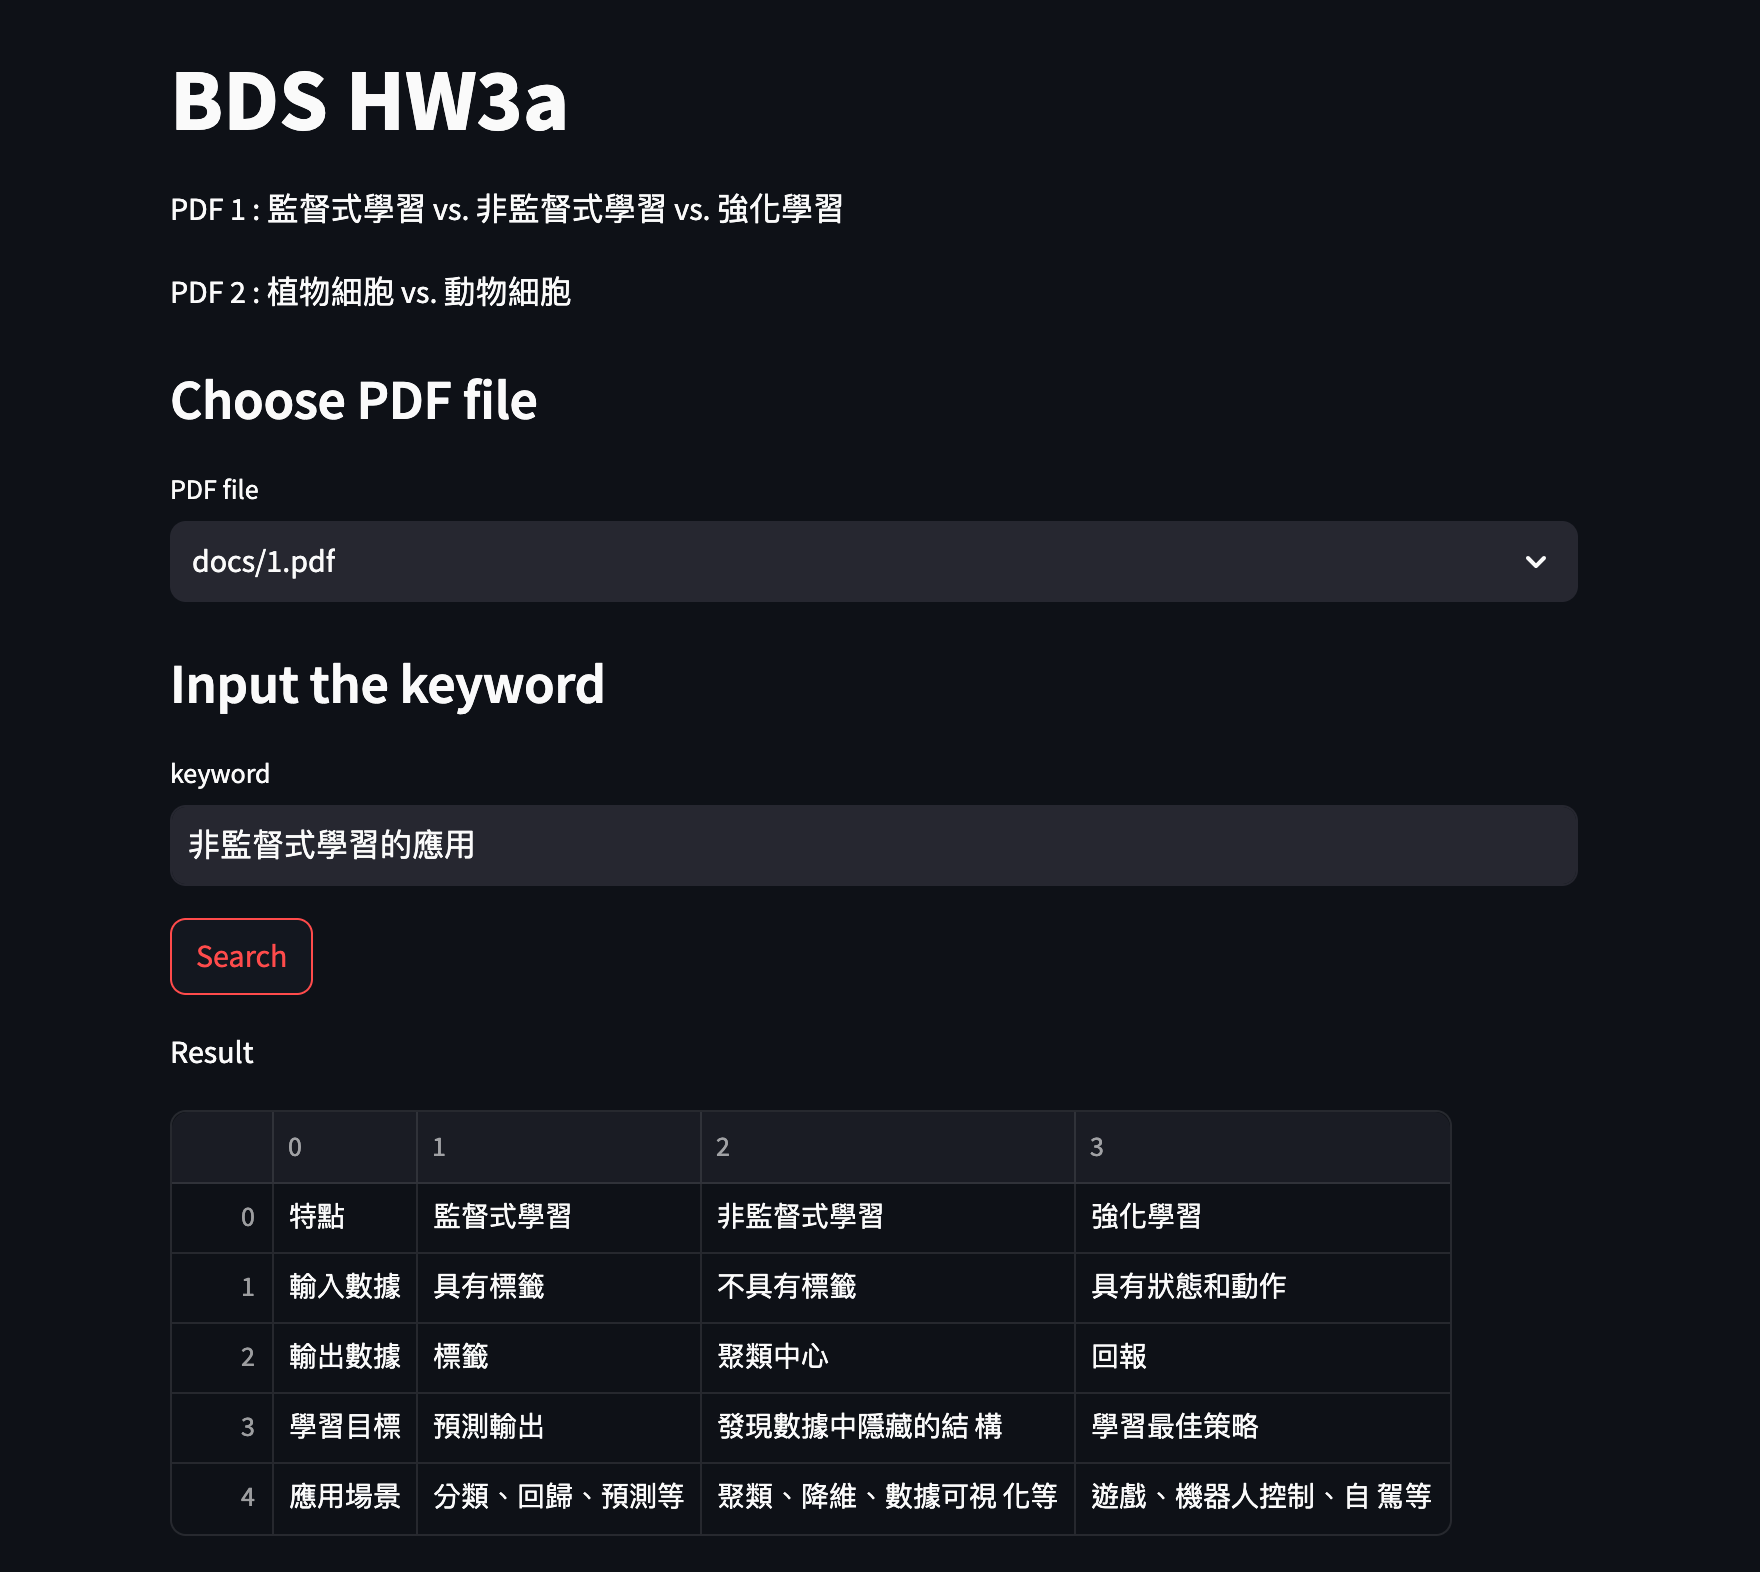 BDS HW3a
PDF 1 : 監督式學習 vs. 非監督式學習 vs. 強化學習
PDF 2 : 植物細胞 vs. 動物細胞
Choose PDF file
PDF file
docs/1.pdf
Input the keyword
keyword
非監督式學習的應用
Search
Result
0 1 2 3
0 特點 監督式學習 非監督式學習 強化學習
1 輸入數據 具有標籤 不具有標籤 具有狀態和動作
2 輸出數據 標籤 聚類中心 回報
3 學習目標 預測輸出 發現數據中隱藏的結 構 學習最佳策略
4 應用場景 分類、回歸、預測等 聚類、降維、數據可視 化等 遊戲、機器人控制、自 駕等